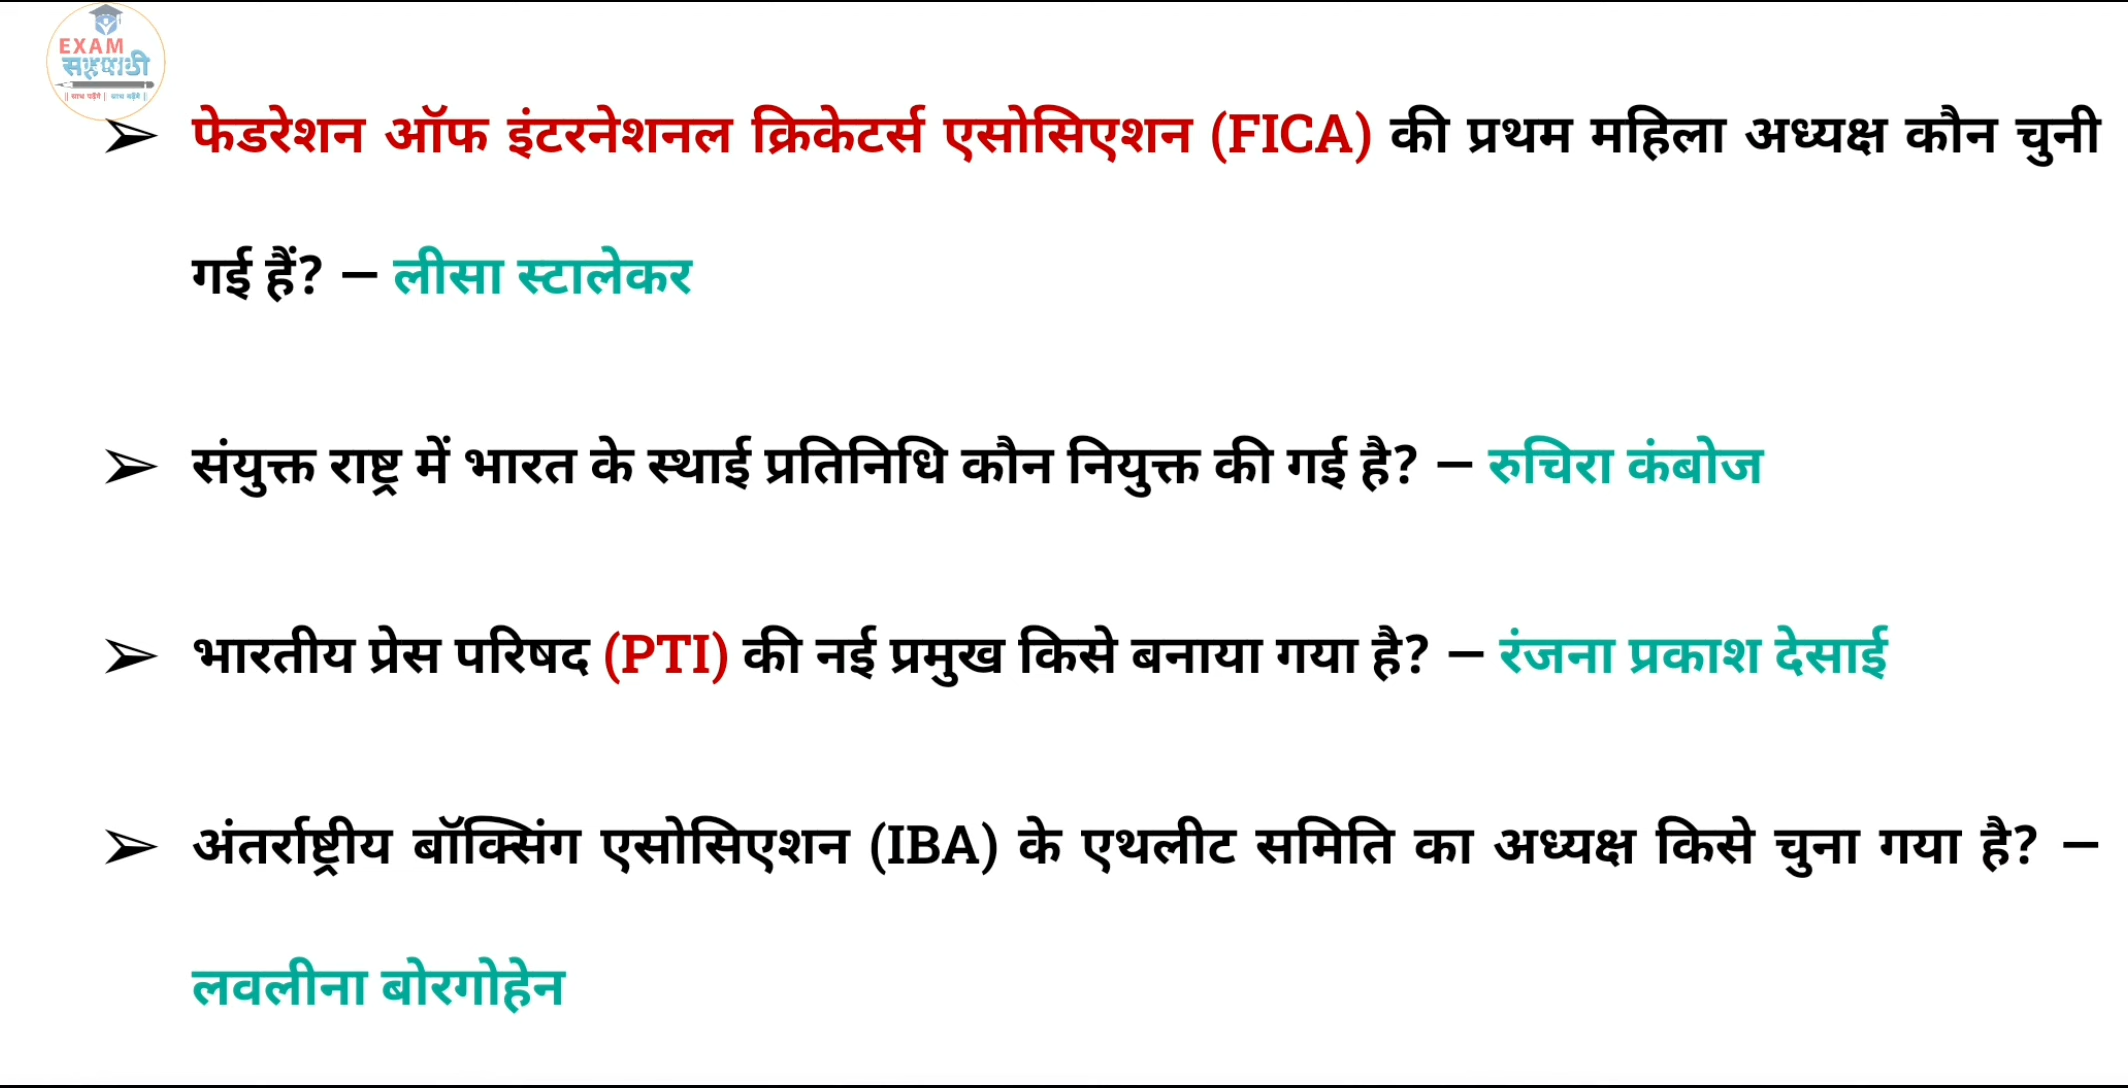 EXAM
सहपाठी
|| साथ पढ़ेंगे | साथ बढ़ेंगे ||
➢ फेडरेशन ऑफ इंटरनेशनल क्रिकेटर्स एसोसिएशन (FICA) की प्रथम महिला अध्यक्ष कौन चुनी
गई हैं? – लीसा स्टालेकर
➢ संयुक्त राष्ट्र में भारत के स्थाई प्रतिनिधि कौन नियुक्त की गई है? – रुचिरा कंबोज
➢ भारतीय प्रेस परिषद (PTI) की नई प्रमुख किसे बनाया गया है? – रंजना प्रकाश देसाई
➢ अंतर्राष्ट्रीय बॉक्सिंग एसोसिएशन (IBA) के एथलीट समिति का अध्यक्ष किसे चुना गया है? –
लवलीना बोरगोहेन